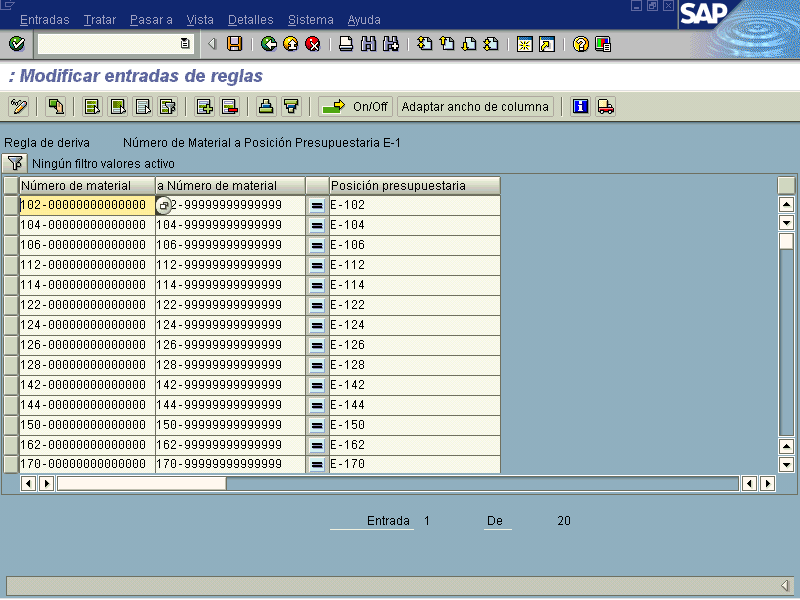 Entradas Tratar Pasar a Vista Detalles Sistema Ayuda
SAP
: Modificar entradas de reglas
On/Off Adaptar ancho de columna
Regla de deriva Número de Material a Posición Presupuestaria E-1
Ningún filtro valores activo
Número de material a Número de material Posición presupuestaria
102-00000000000000 2-99999999999999 = E-102
104-00000000000000 104-99999999999999 = E-104
106-00000000000000 106-99999999999999 = E-106
112-00000000000000 112-99999999999999 = E-112
114-00000000000000 114-99999999999999 = E-114
122-00000000000000 122-99999999999999 = E-122
124-00000000000000 124-99999999999999 = E-124
126-00000000000000 126-99999999999999 = E-126
128-00000000000000 128-99999999999999 = E-128
142-00000000000000 142-99999999999999 = E-142
144-00000000000000 144-99999999999999 = E-144
150-00000000000000 150-99999999999999 = E-150
162-00000000000000 162-99999999999999 = E-162
170-00000000000000 170-99999999999999 = E-170
Entrada 1 De 20